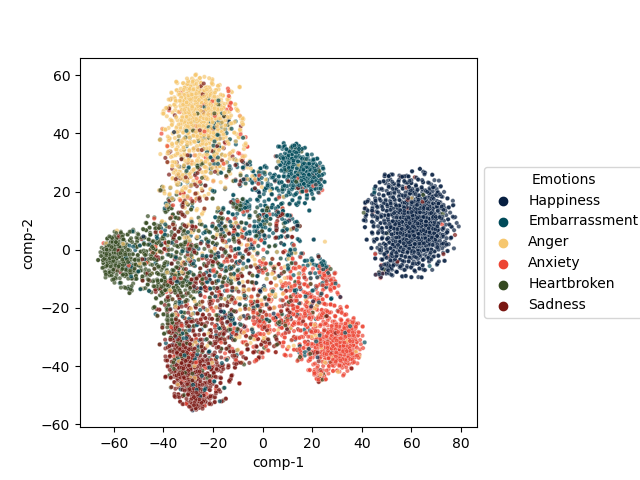 60
40
20
0
−20
−40
−60
comp-2
−60 −40 −20 0 20 40 60 80
comp-1
Emotions
Happiness
Embarrassment
Anger
Anxiety
Heartbroken
Sadness